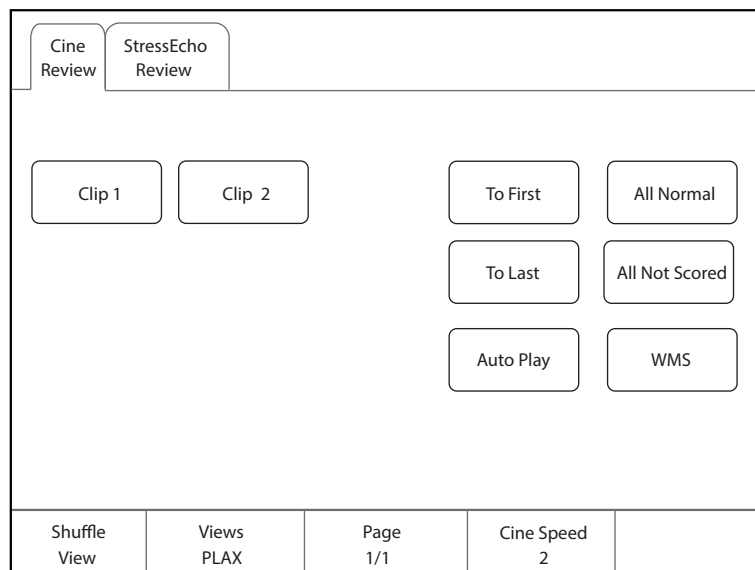 Cine
Review
StressEcho
Review
Clip 1
Clip 2
To First
All Normal
To Last
All Not Scored
Auto Play
WMS
Shuffle
View
Views
PLAX
Page
1/1
Cine Speed
2